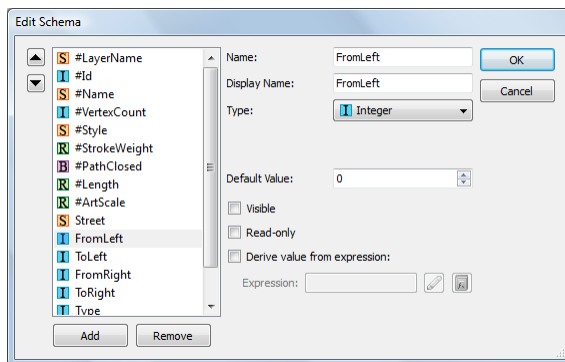 Edit Schema
S #LayerName
I #Id
S #Name
I #VertexCount
S #Style
R #StrokeWeight
B #PathClosed
R #Length
R #ArtScale
S Street
I FromLeft
I ToLeft
I FromRight
I ToRight
I Type
Add Remove
Name: FromLeft
Display Name: FromLeft
Type: I Integer
Default Value: 0
Visible
Read-only
Derive value from expression:
Expression:
OK
Cancel